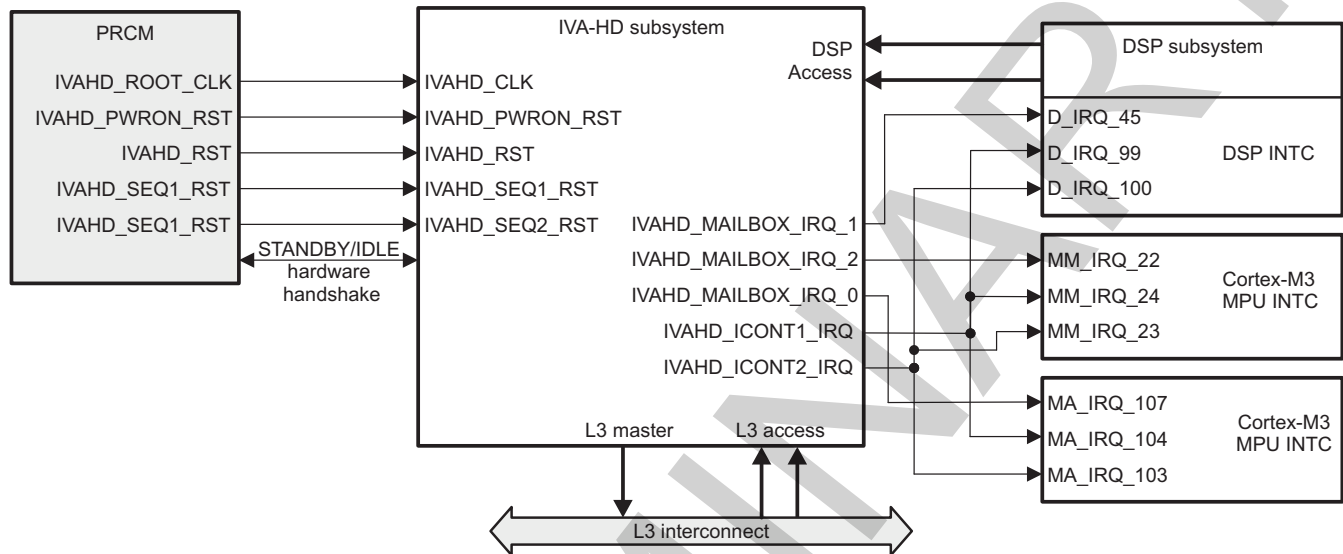 PRCM
IVAHD_ROOT_CLK
IVAHD_PWRON_RST
IVAHD_RST
IVAHD_SEQ1_RST
IVAHD_SEQ1_RST
STANDBY/IDLE
hardware
handshake
IVA-HD subsystem
IVAHD_CLK
IVAHD_PWRON_RST
IVAHD_RST
IVAHD_SEQ1_RST
IVAHD_SEQ2_RST
DSP
Access
IVAHD_MAILBOX_IRQ_1
IVAHD_MAILBOX_IRQ_2
IVAHD_MAILBOX_IRQ_0
IVAHD_ICONT1_IRQ
IVAHD_ICONT2_IRQ
L3 master
L3 access
L3 interconnect
DSP subsystem
D_IRQ_45
D_IRQ_99
D_IRQ_100
DSP INTC
MM_IRQ_22
MM_IRQ_24
MM_IRQ_23
Cortex-M3
MPU INTC
MA_IRQ_107
MA_IRQ_104
MA_IRQ_103
Cortex-M3
MPU INTC